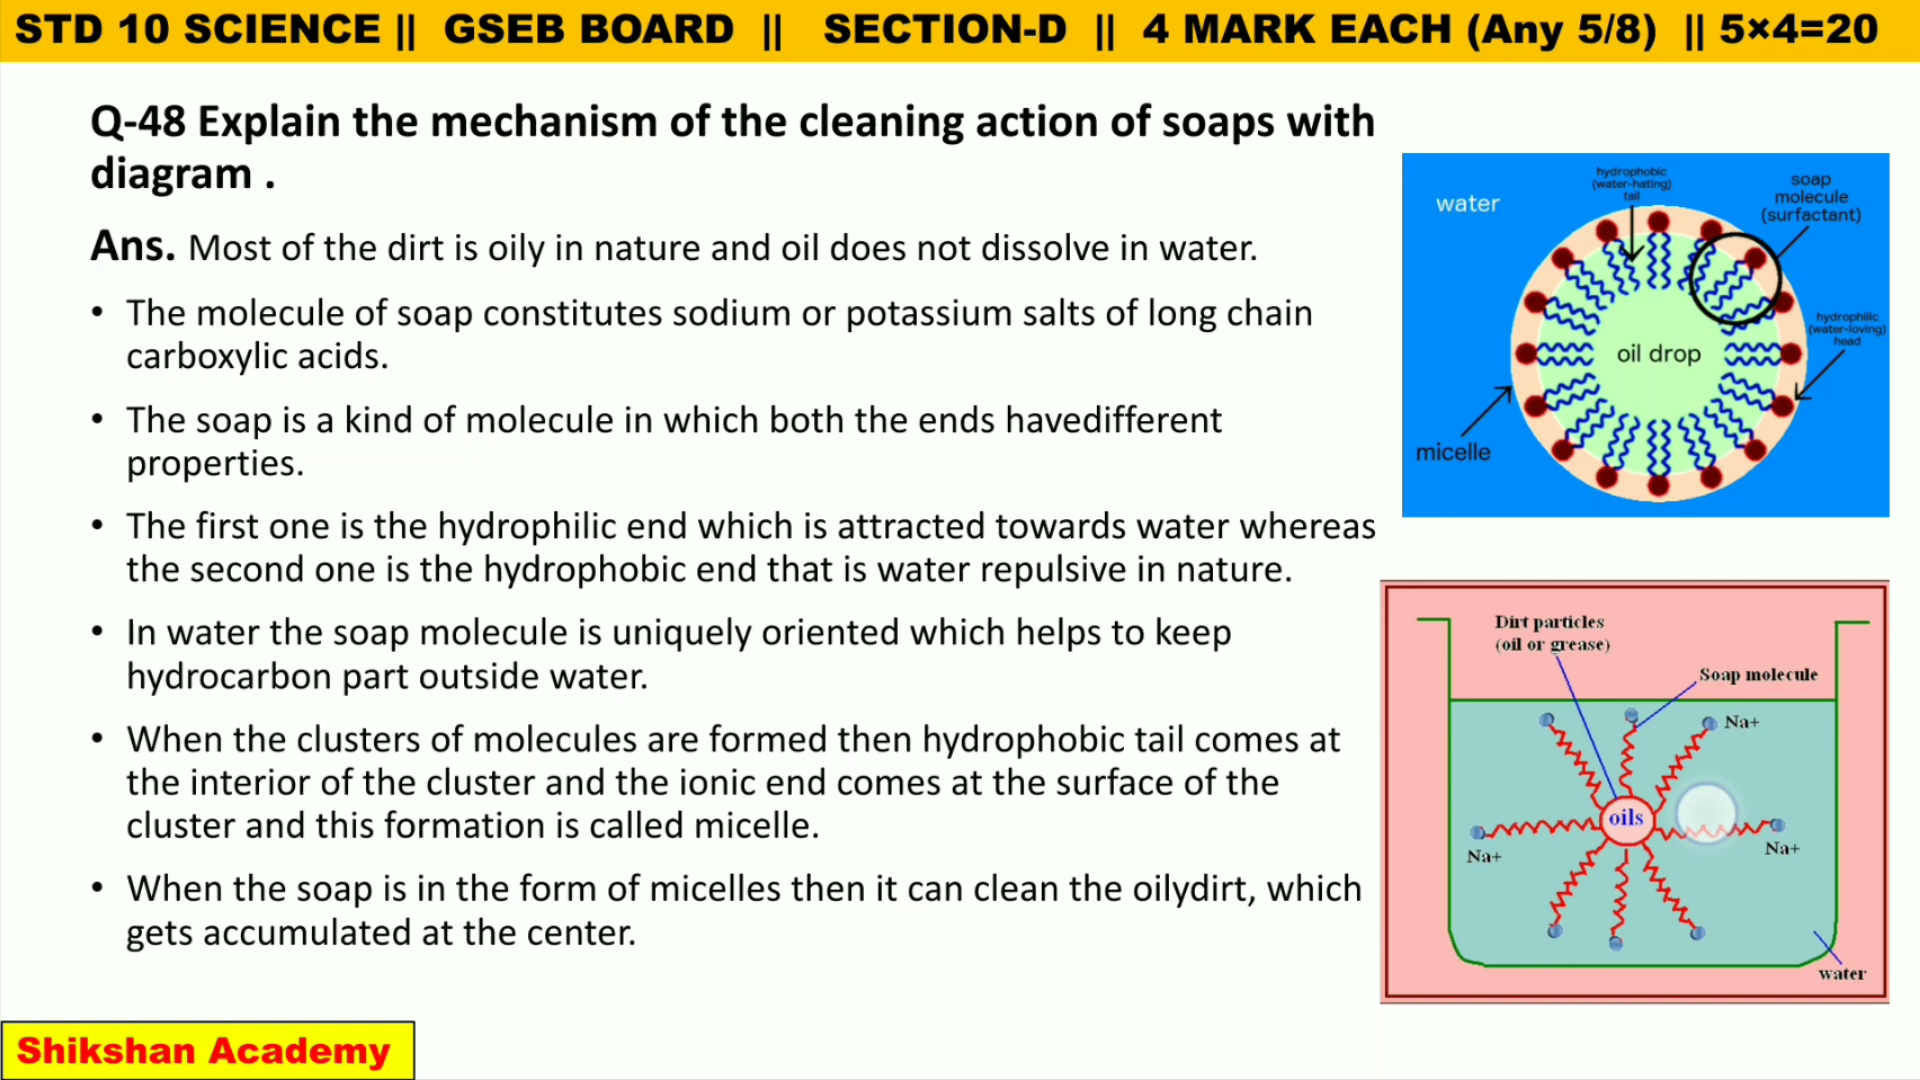 STD 10 SCIENCE || GSEB BOARD || SECTION-D || 4 MARK EACH (Any 5/8) || 5×4=20
Q-48 Explain the mechanism of the cleaning action of soaps with
diagram .
Ans. Most of the dirt is oily in nature and oil does not dissolve in water.
• The molecule of soap constitutes sodium or potassium salts of long chain
carboxylic acids.
• The soap is a kind of molecule in which both the ends havedifferent
properties.
• The first one is the hydrophilic end which is attracted towards water whereas
the second one is the hydrophobic end that is water repulsive in nature.
• In water the soap molecule is uniquely oriented which helps to keep
hydrocarbon part outside water.
• When the clusters of molecules are formed then hydrophobic tail comes at
the interior of the cluster and the ionic end comes at the surface of the
cluster and this formation is called micelle.
• When the soap is in the form of micelles then it can clean the oilydirt, which
gets accumulated at the center.
water
hydrophobic
(water-hating)
tail
soap
molecule
(surfactant)
hydrophilic
(water-loving)
head
oil drop
micelle
Dirt particles
(oil or grease)
Soap molecule
Na+
oils
Na+
Na+
water
Shikshan Academy